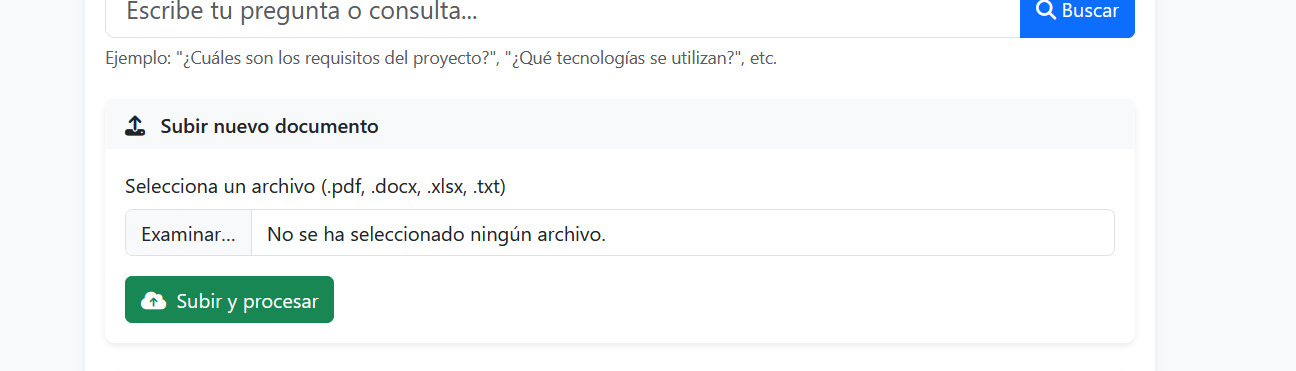 Escribe tu pregunta o consulta...
Buscar
Ejemplo: "¿Cuáles son los requisitos del proyecto?", "¿Qué tecnologías se utilizan?", etc.
Subir nuevo documento
Selecciona un archivo (.pdf, .docx, .xlsx, .txt)
Examinar... No se ha seleccionado ningún archivo.
Subir y procesar